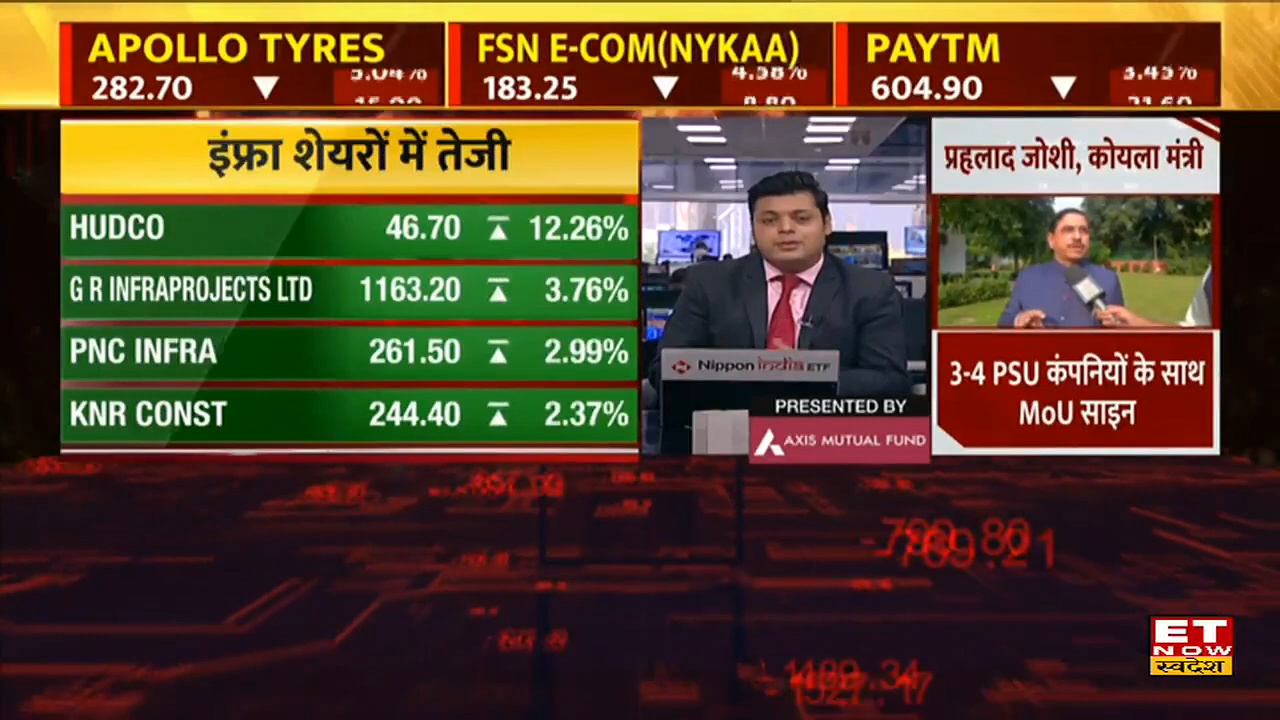 APOLLO TYRES
282.70 ▼
FSN E-COM(NYKAA)
183.25 ▼
PAYTM
604.90 ▼
इंफ्रा शेयरों में तेजी
HUDCO 46.70 ▲ 12.26%
G R INFRAPROJECTS LTD 1163.20 ▲ 3.76%
PNC INFRA 261.50 ▲ 2.99%
KNR CONST 244.40 ▲ 2.37%
Nippon india ETF
PRESENTED BY
AXIS MUTUAL FUND
प्रहलाद जोशी, कोयला मंत्री
3-4 PSU कंपनियों के साथ
MoU साइन
ET
NOW
स्वदेश